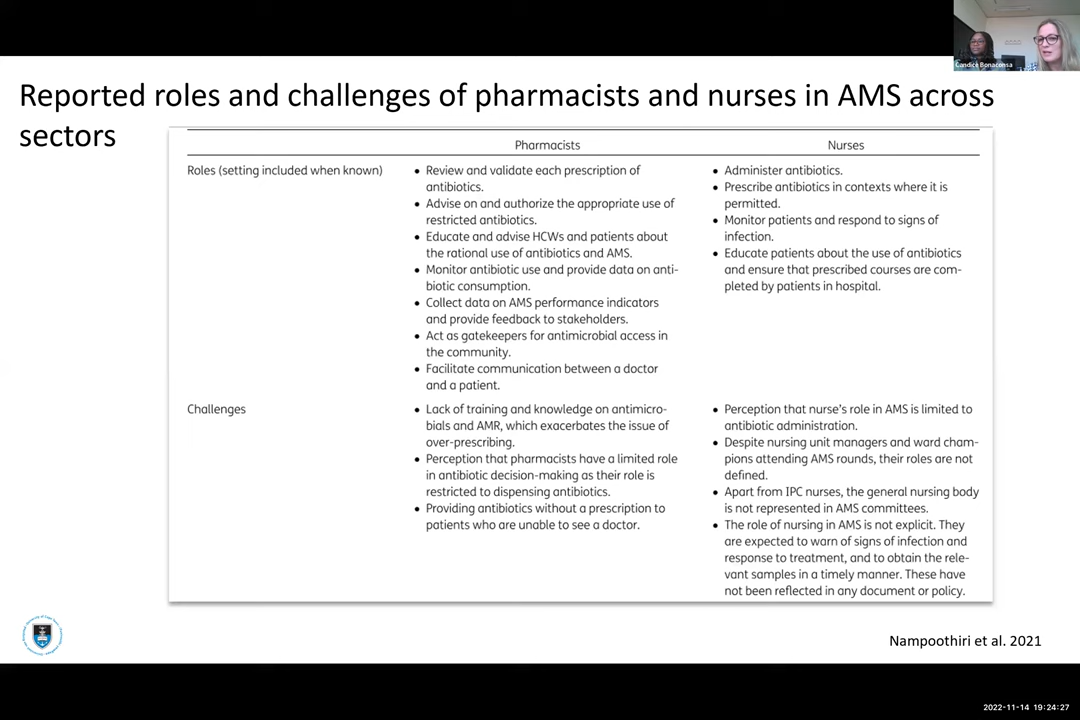 Candice Bonaconsa
Reported roles and challenges of pharmacists and nurses in AMS across
sectors
Pharmacists
Nurses
Roles (setting included when known)
• Review and validate each prescription of
antibiotics.
• Advise on and authorize the appropriate use of
restricted antibiotics.
• Educate and advise HCWs and patients about
the rational use of antibiotics and AMS.
• Monitor antibiotic use and provide data on anti-
biotic consumption.
• Collect data on AMS performance indicators
and provide feedback to stakeholders.
• Act as gatekeepers for antimicrobial access in
the community.
• Facilitate communication between a doctor
and a patient.
• Administer antibiotics.
• Prescribe antibiotics in contexts where it is
permitted.
• Monitor patients and respond to signs of
infection.
• Educate patients about the use of antibiotics
and ensure that prescribed courses are com-
pleted by patients in hospital.
Challenges
• Lack of training and knowledge on antimicro-
bials and AMR, which exacerbates the issue of
over-prescribing.
• Perception that pharmacists have a limited role
in antibiotic decision-making as their role is
restricted to dispensing antibiotics.
• Providing antibiotics without a prescription to
patients who are unable to see a doctor.
• Perception that nurse's role in AMS is limited to
antibiotic administration.
• Despite nursing unit managers and ward cham-
pions attending AMS rounds, their roles are not
defined.
• Apart from IPC nurses, the general nursing body
is not represented in AMS committees.
• The role of nursing in AMS is not explicit. They
are expected to warn of signs of infection and
response to treatment, and to obtain the rele-
vant samples in a timely manner. These have
not been reflected in any document or policy.
Nampoothiri et al. 2021
2022-11-14 19:24:27